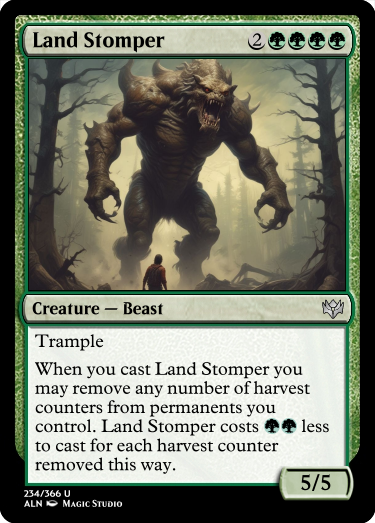 Land Stomper 2
Creature — Beast
Trample
When you cast Land Stomper you
may remove any number of harvest
counters from permanents you
control. Land Stomper costs less
to cast for each harvest counter
removed this way.
5/5
234/366 U
ALN Magic Studio